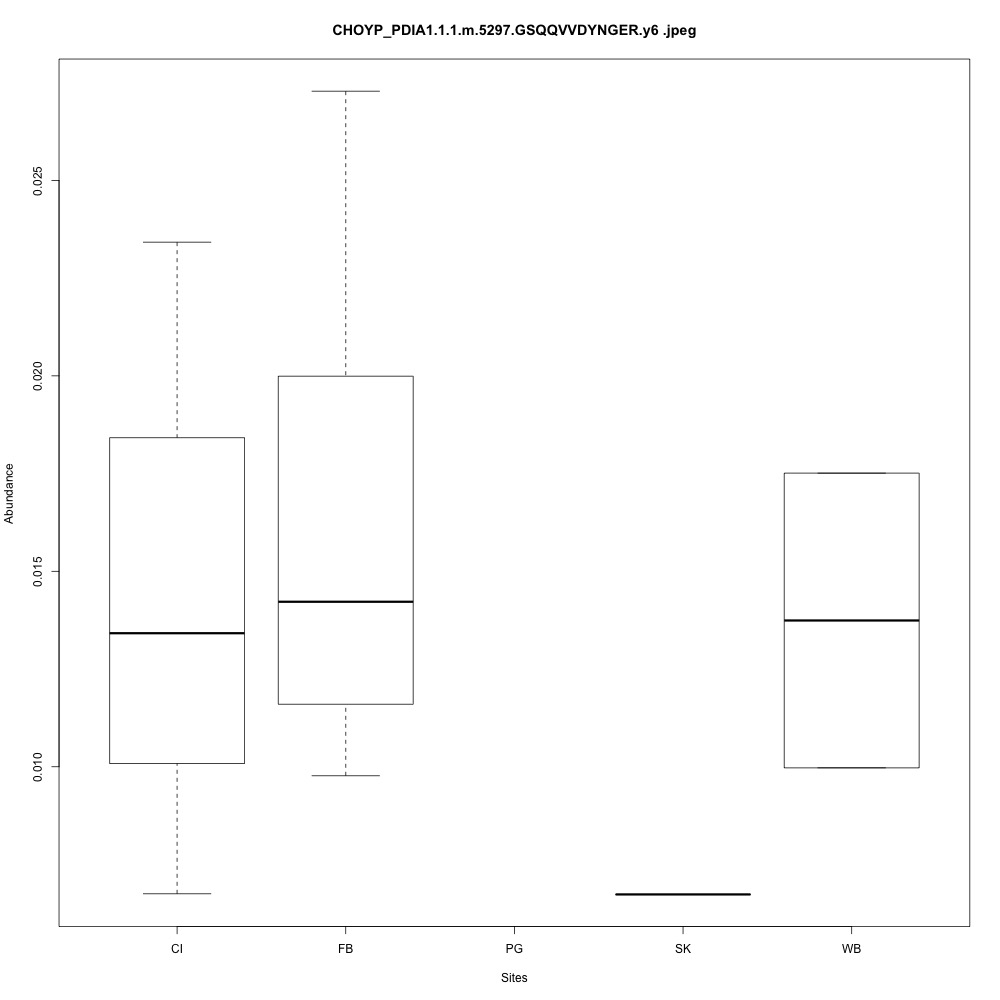 CHOYP_PDIA1.1.1.m.5297.GSQQVVDYNGER.y6 .jpeg
Abundance
0.025
0.020
0.015
0.010
CI FB PG SK WB
Sites